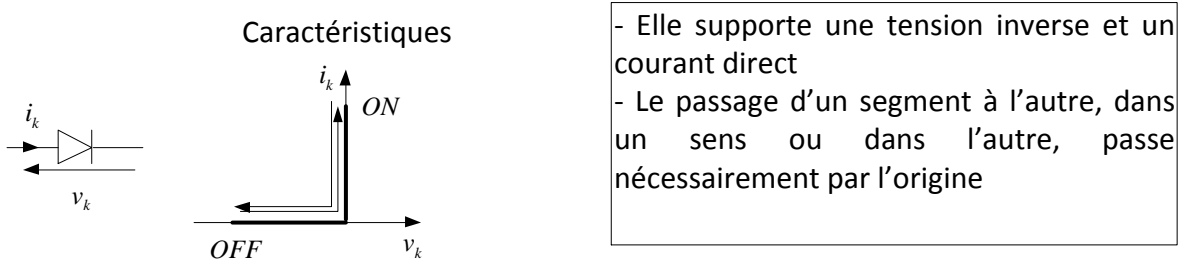 Caractéristiques
i_k
ON
i_k
v_k
OFF
v_k
- Elle supporte une tension inverse et un
courant direct
- Le passage d’un segment à l’autre, dans
un sens ou dans l’autre, passe
nécessairement par l’origine